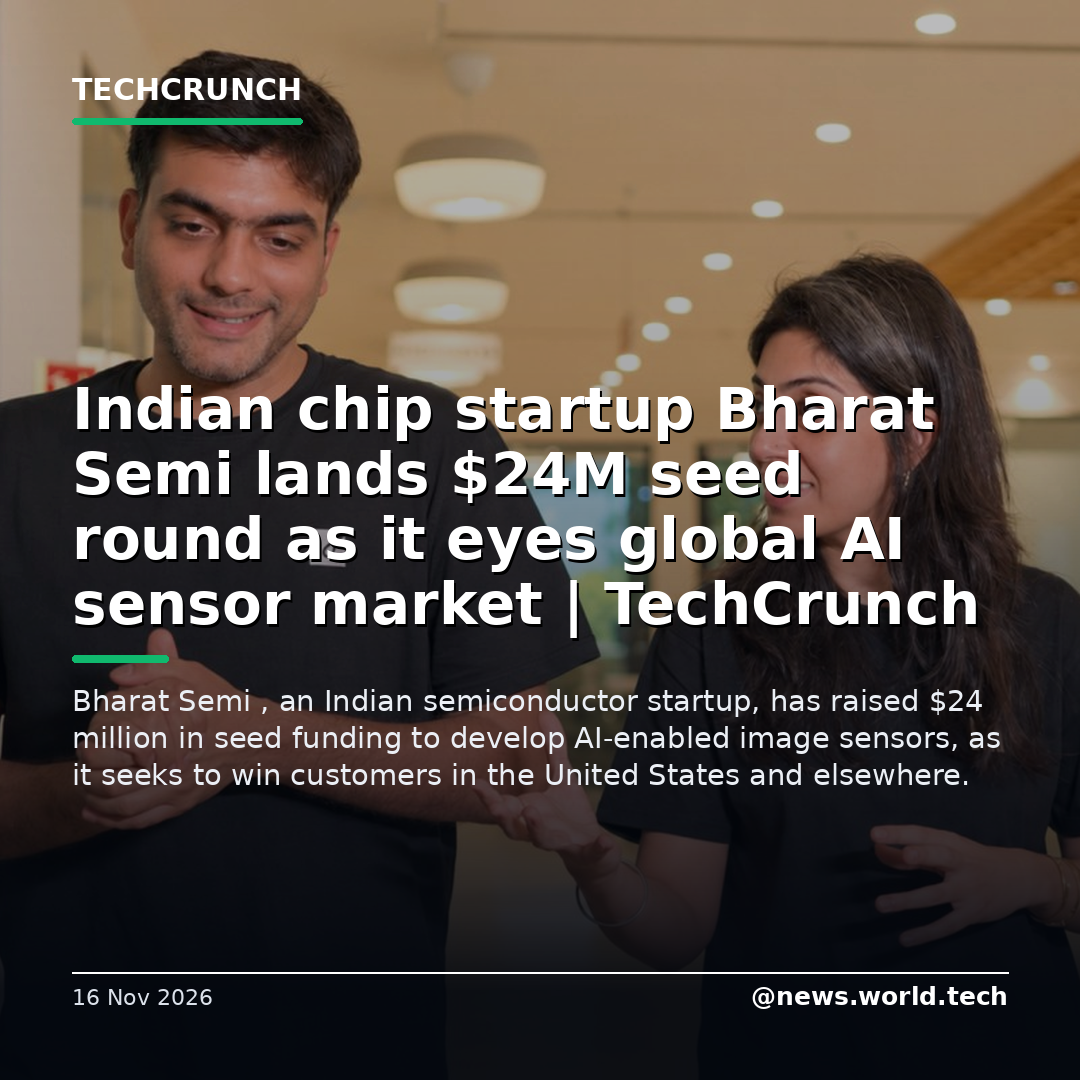 TECHCRUNCH
Indian chip startup Bharat
Semi lands $24M seed
round as it eyes global AI
sensor market | TechCrunch
Bharat Semi , an Indian semiconductor startup, has raised $24
million in seed funding to develop AI-enabled image sensors, as
it seeks to win customers in the United States and elsewhere.
16 Nov 2026
@news.world.tech